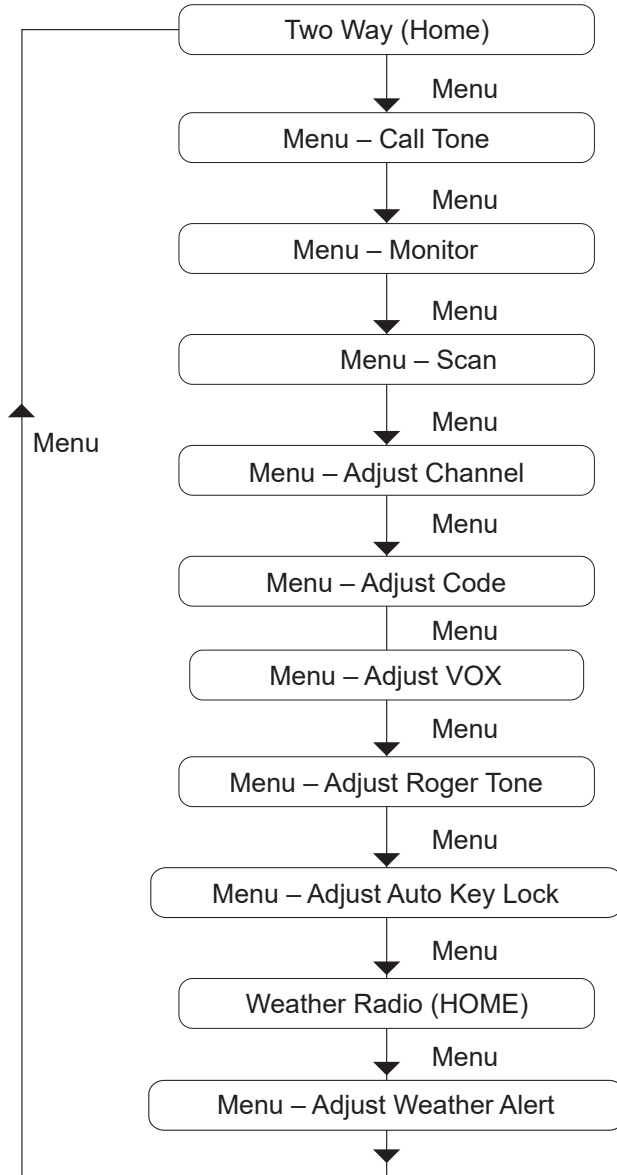 Two Way (Home)
Menu
Menu – Call Tone
Menu
Menu – Monitor
Menu
Menu – Scan
Menu
Menu
Menu – Adjust Channel
Menu
Menu – Adjust Code
Menu
Menu – Adjust VOX
Menu
Menu – Adjust Roger Tone
Menu
Menu – Adjust Auto Key Lock
Menu
Weather Radio (HOME)
Menu
Menu – Adjust Weather Alert